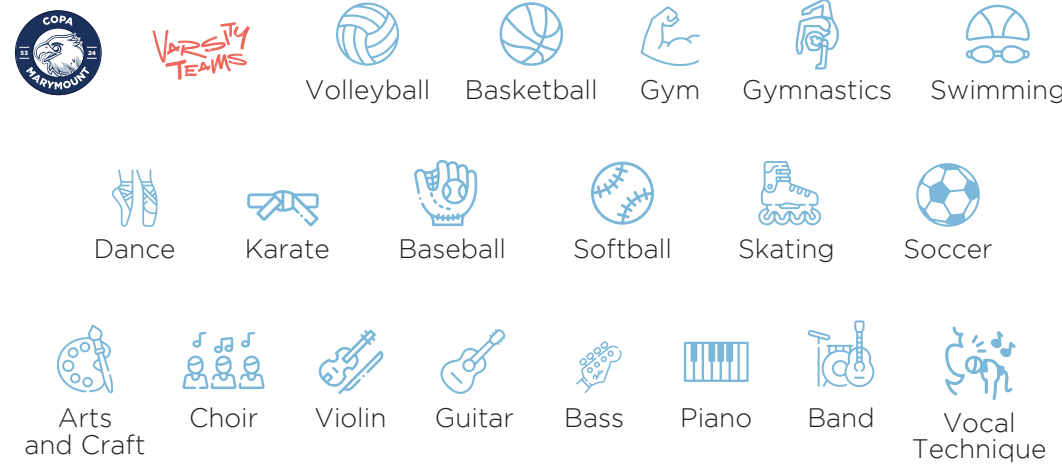 COPA
53 24
MARYMOUNT
VARSITY
TEAMS
Volleyball Basketball Gym Gymnastics Swimming
Dance Karate Baseball Softball Skating Soccer
Arts
and Craft
Choir Violin Guitar Bass Piano Band
Vocal
Technique